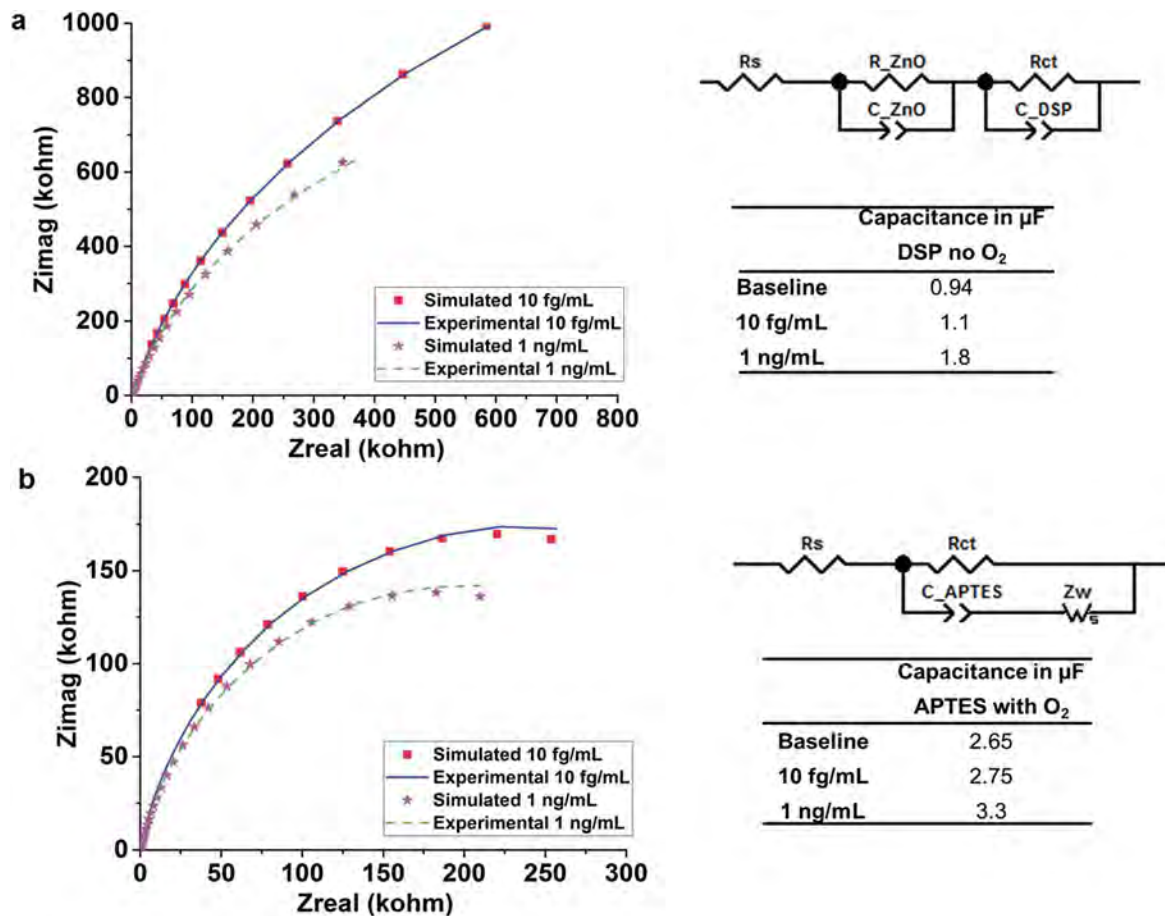 a
1000
800
600
400
200
0
Zimag (kohm)
0 100 200 300 400 500 600 700 800
Zreal (kohm)
Simulated 10 fg/mL
Experimental 10 fg/mL
Simulated 1 ng/mL
Experimental 1 ng/mL
Rs R_ZnO Rct
C_ZnO C_DSP
Capacitance in µF
DSP no O₂
Baseline 0.94
10 fg/mL 1.1
1 ng/mL 1.8
b
200
150
100
50
0
Zimag (kohm)
0 25 50 100 150 200 250 300
Zreal (kohm)
Simulated 10 fg/mL
Experimental 10 fg/mL
Simulated 1 ng/mL
Experimental 1 ng/mL
Rs Rct
C_APTES Zw
s
Capacitance in µF
APTES with O₂
Baseline 2.65
10 fg/mL 2.75
1 ng/mL 3.3